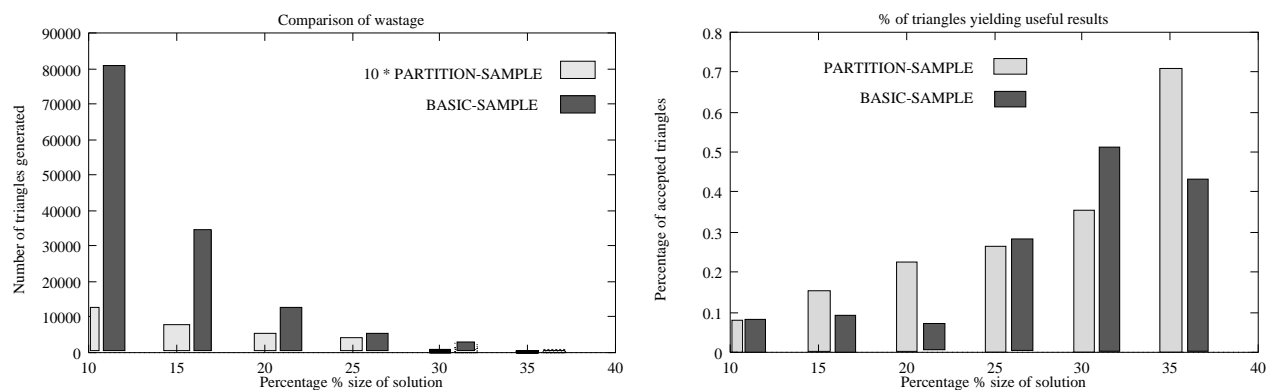 Comparison of wastage
90000
80000
70000
60000
50000
40000
30000
20000
10000
0
Number of triangles generated
10 * PARTITION-SAMPLE
BASIC-SAMPLE
10 15 20 25 30 35 40
Percentage % size of solution
% of triangles yielding useful results
0.8
0.7
0.6
0.5
0.4
0.3
0.2
0.1
0
Percentage of accepted triangles
PARTITION-SAMPLE
BASIC-SAMPLE
10 15 20 25 30 35 40
Percentage % size of solution